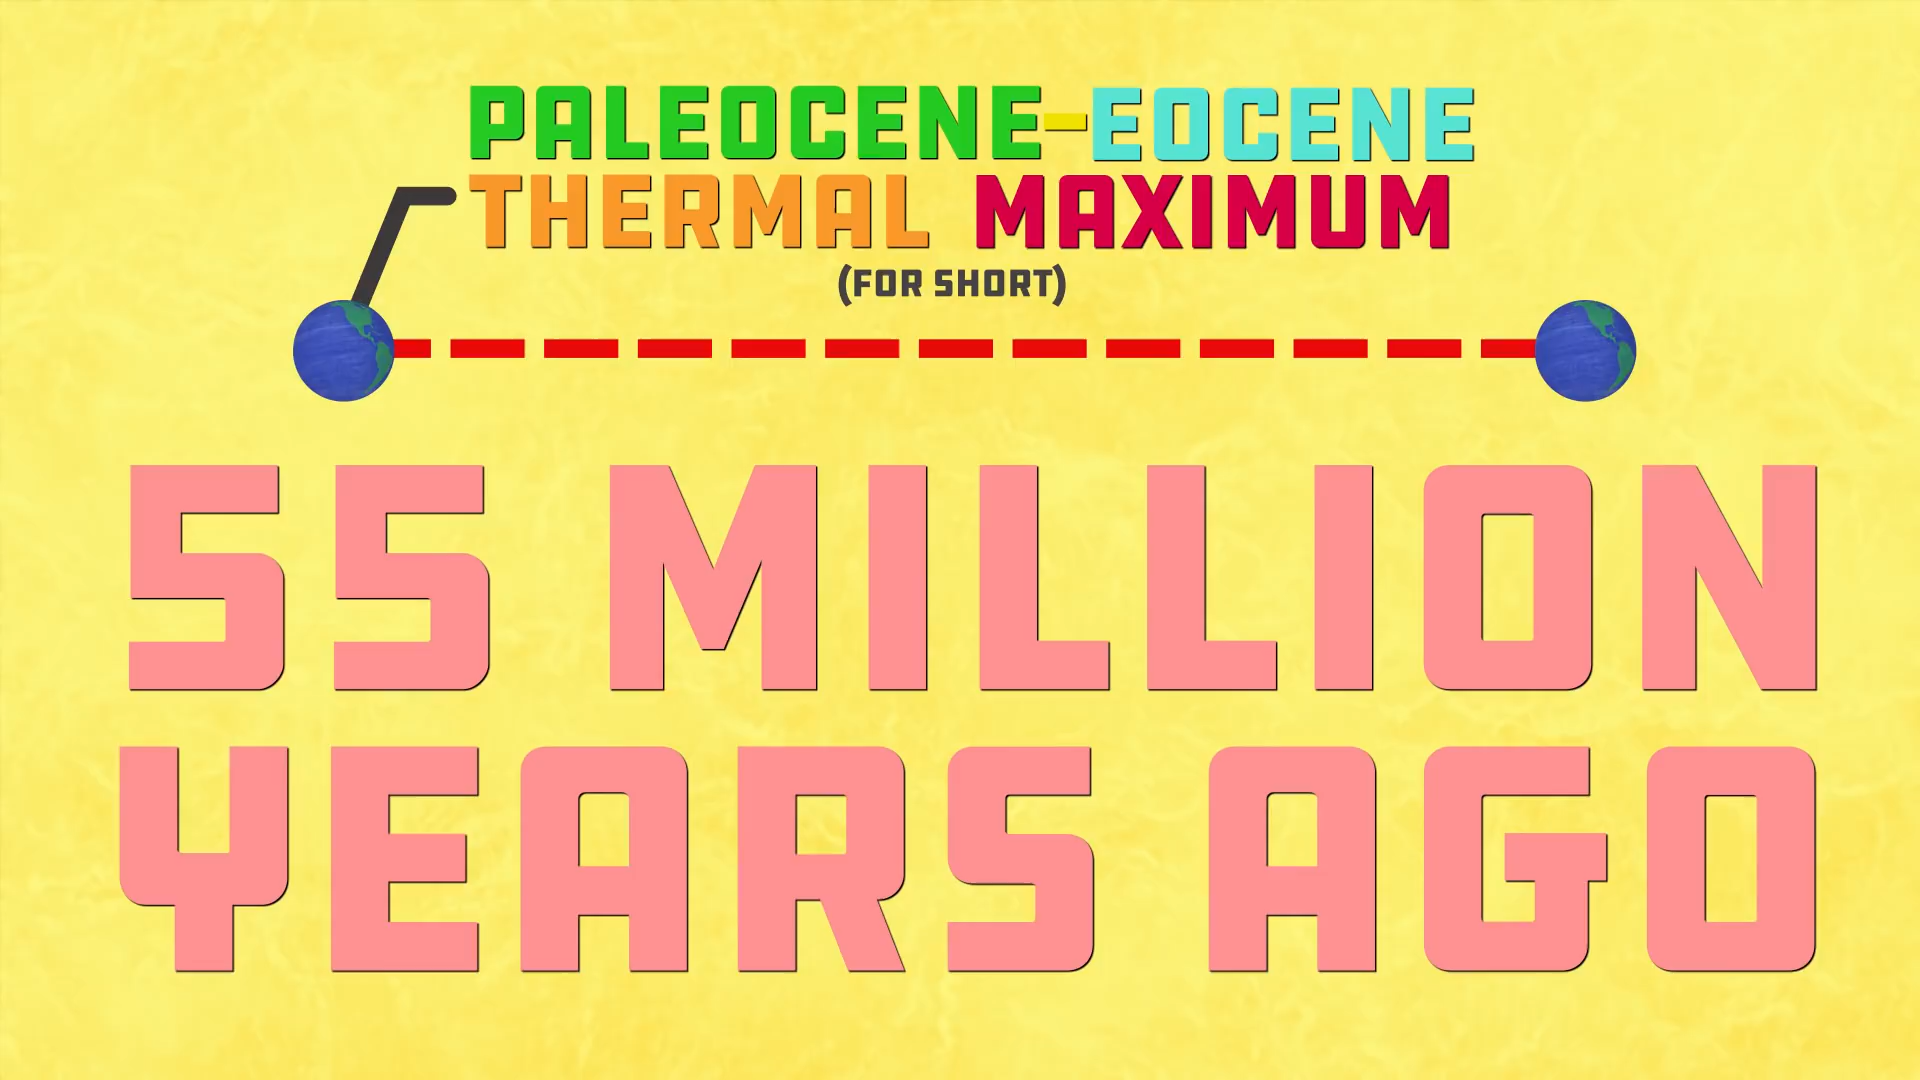 PALEOCENE-EOCENE
THERMAL MAXIMUM
(FOR SHORT)
55 MILLION
YEARS AGO